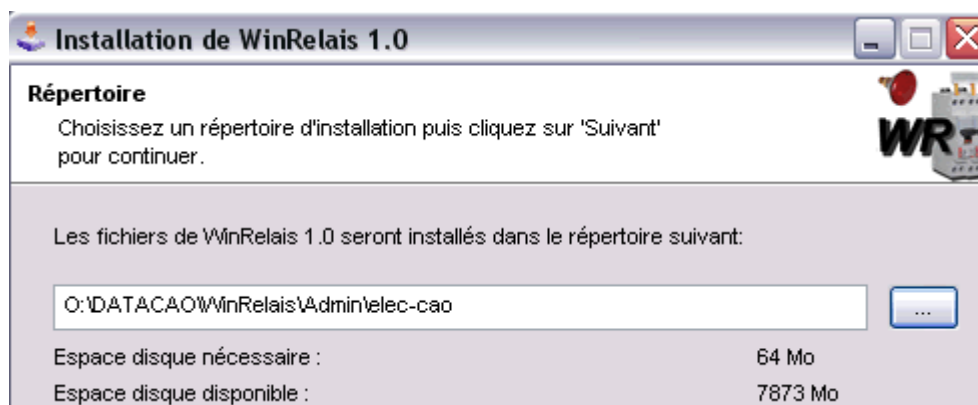 Installation de WinRelais 1.0
Répertoire
Choisissez un répertoire d'installation puis cliquez sur 'Suivant'
pour continuer.
WR
Les fichiers de WinRelais 1.0 seront installés dans le répertoire suivant:
O:\DATACAO\WinRelais\Admin\elec-cao
...
Espace disque nécessaire : 64 Mo
Espace disque disponible : 7873 Mo